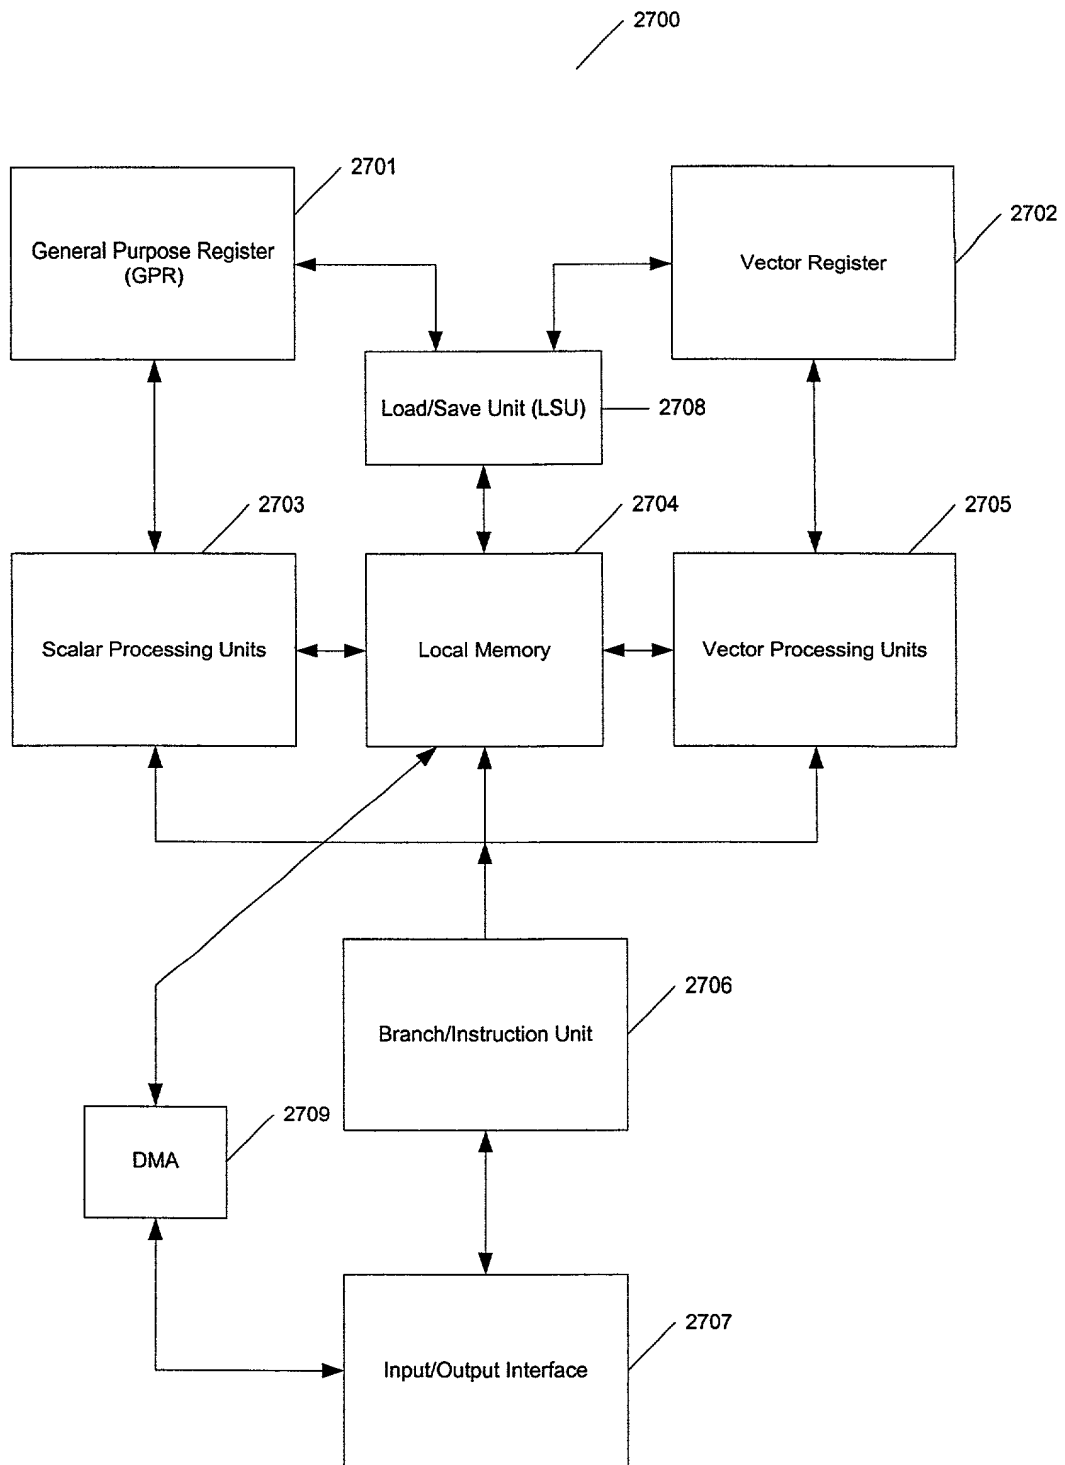 2700
2701
General Purpose Register
(GPR)
2702
Vector Register
Load/Save Unit (LSU)
2708
2703
2704
2705
Scalar Processing Units
Local Memory
Vector Processing Units
2706
Branch/Instruction Unit
2709
DMA
2707
Input/Output Interface